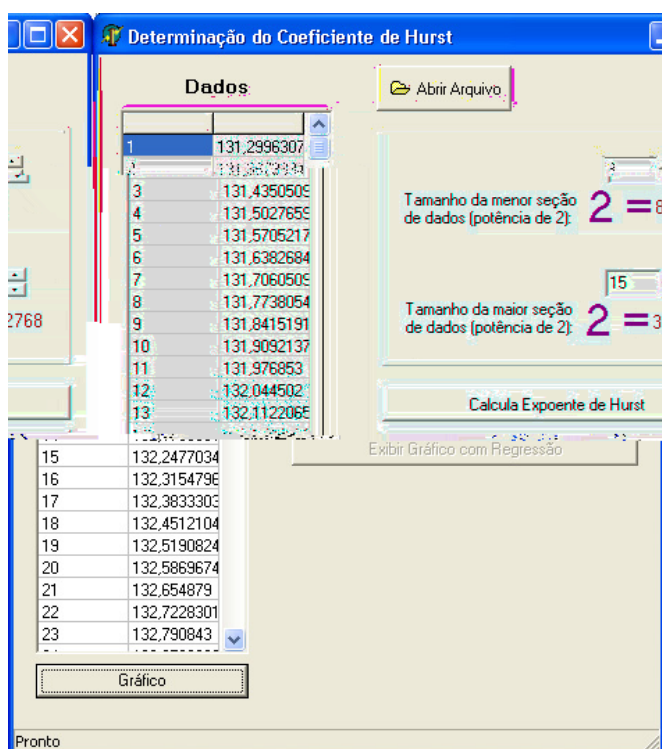 Determinação do Coeficiente de Hurst
Dados
Abrir Arquivo
1 131,2996307
3 131,4350509
4 131,5027659
5 131,5705217
6 131,6382684
7 131,7060509
8 131,7738054
9 131,8415191
10 131,9092137
11 131,976853
12 132,044502
13 132,1122065
15 132,2477034
16 132,3154796
17 132,3833303
18 132,4512104
19 132,5190824
20 132,5869674
21 132,654879
22 132,7228301
23 132,790843
2768
Tamanho da menor seção
de dados (potência de 2):
2 = 8
3
15
Tamanho da maior seção
de dados (potência de 2):
2 = 3
Calcula Expoente de Hurst
Exibir Gráfico com Regressão
Gráfico
Pronto